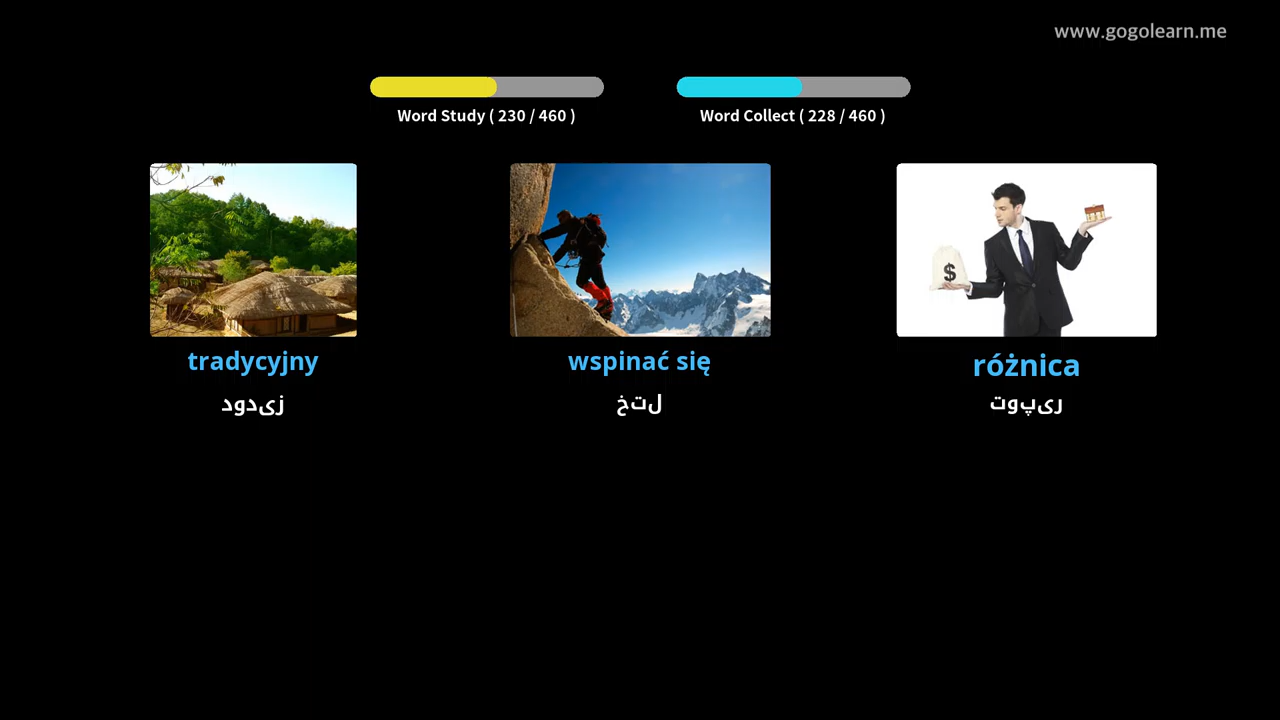 www.gogolearn.me
Word Study ( 230 / 460 )
Word Collect ( 228 / 460 )
tradycyjny
زیدود
wspinać się
لتخ
różnica
ریپوت